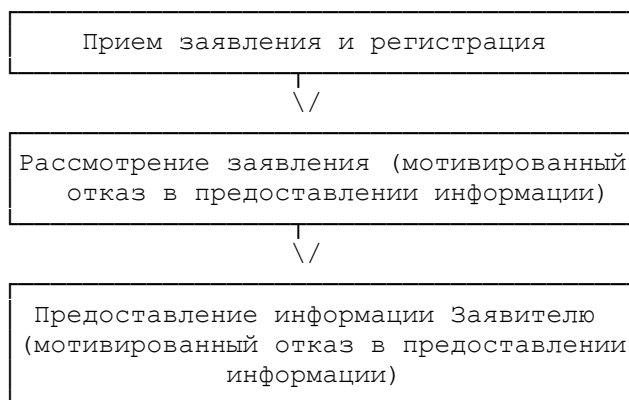 Прием заявления и регистрация
\/
Рассмотрение заявления (мотивированный
отказ в предоставлении информации)
\/
Предоставление информации Заявителю
(мотивированный отказ в предоставлении
информации)